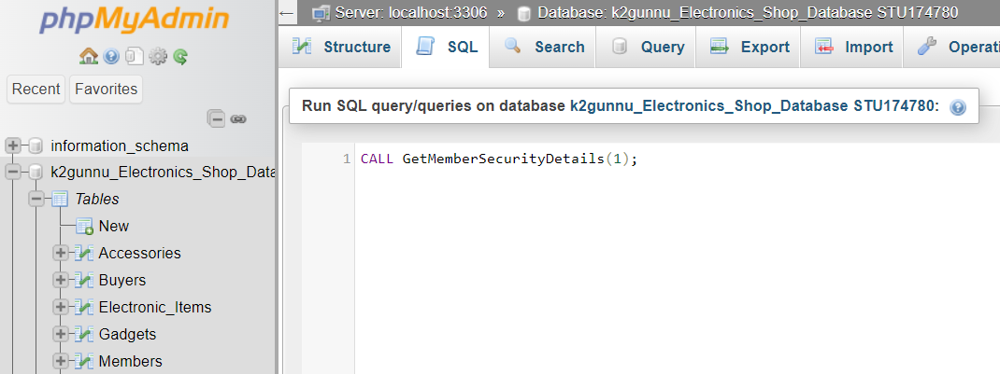 phpMyAdmin
Recent Favorites
information_schema
k2gunnu_Electronics_Shop_Data
Tables
New
Accessories
Buyers
Electronic_Items
Gadgets
Members
← Server: localhost:3306 » Database: k2gunnu_Electronics_Shop_Database STU174780
Structure SQL Search Query Export Import Operati
Run SQL query/queries on database k2gunnu_Electronics_Shop_Database STU174780:
1 CALL GetMemberSecurityDetails(1);